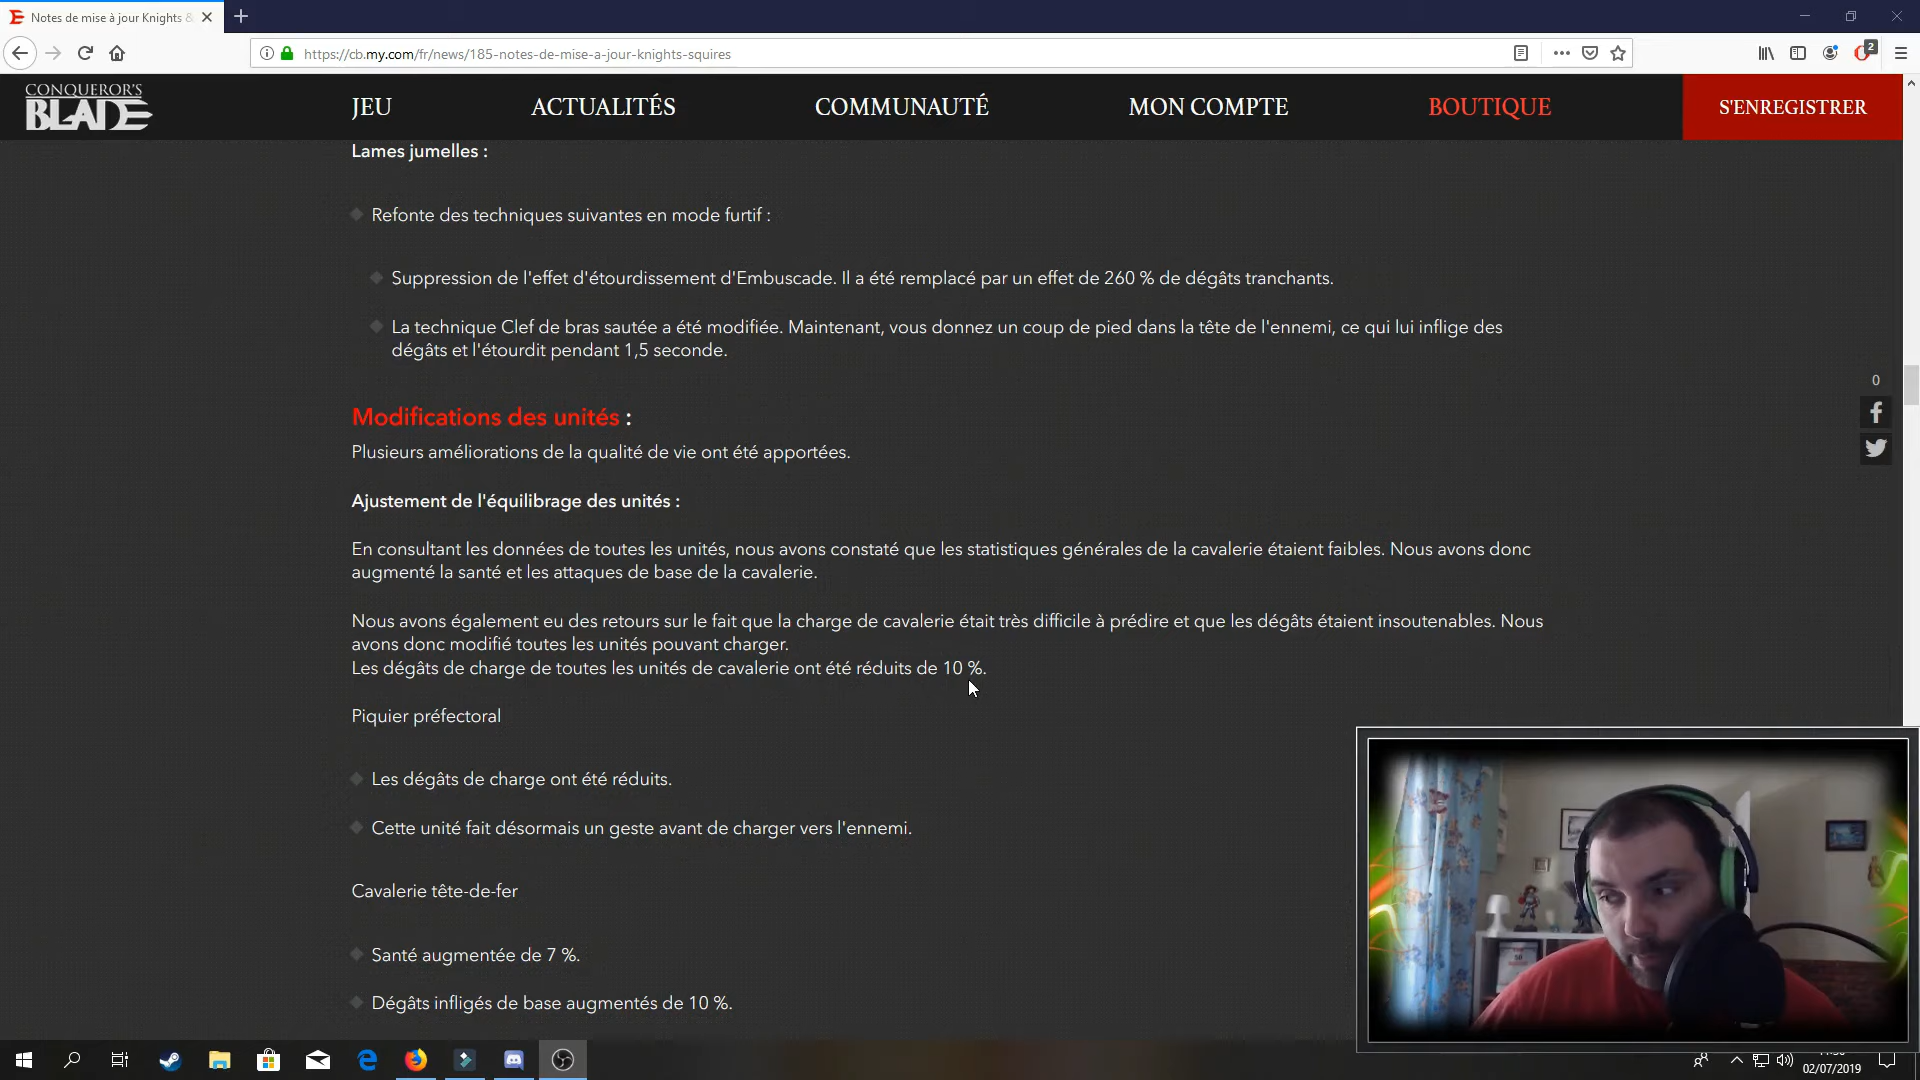 Notes de mise à jour Knights &
https://cb.my.com/fr/news/185-notes-de-mise-a-jour-knights-squires
2
CONQUEROR'S
BLADE
JEU
ACTUALITÉS
COMMUNAUTÉ
MON COMPTE
BOUTIQUE
S'ENREGISTRER
Lames jumelles :
Refonte des techniques suivantes en mode furtif :
Suppression de l'effet d'étourdissement d'Embuscade. Il a été remplacé par un effet de 260 % de dégâts tranchants.
La technique Clef de bras sautée a été modifiée. Maintenant, vous donnez un coup de pied dans la tête de l'ennemi, ce qui lui inflige des
dégâts et l'étourdit pendant 1,5 seconde.
0
Modifications des unités :
Plusieurs améliorations de la qualité de vie ont été apportées.
Ajustement de l'équilibrage des unités :
En consultant les données de toutes les unités, nous avons constaté que les statistiques générales de la cavalerie étaient faibles. Nous avons donc
augmenté la santé et les attaques de base de la cavalerie.
Nous avons également eu des retours sur le fait que la charge de cavalerie était très difficile à prédire et que les dégâts étaient insoutenables. Nous
avons donc modifié toutes les unités pouvant charger.
Les dégâts de charge de toutes les unités de cavalerie ont été réduits de 10 %.
Piquier préfectoral
Les dégâts de charge ont été réduits.
Cette unité fait désormais un geste avant de charger vers l'ennemi.
Cavalerie tête-de-fer
Santé augmentée de 7 %.
Dégâts infligés de base augmentés de 10 %.
02/07/2019